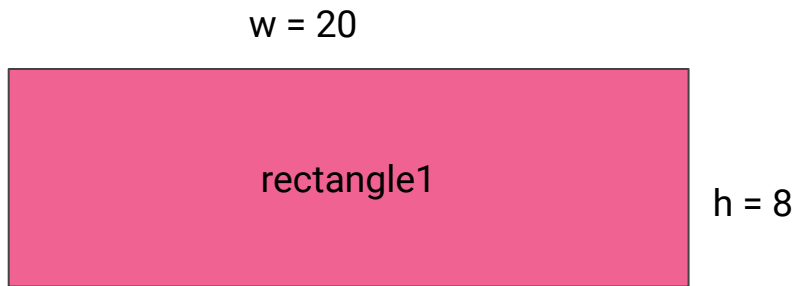 w = 20
rectangle1
h = 8